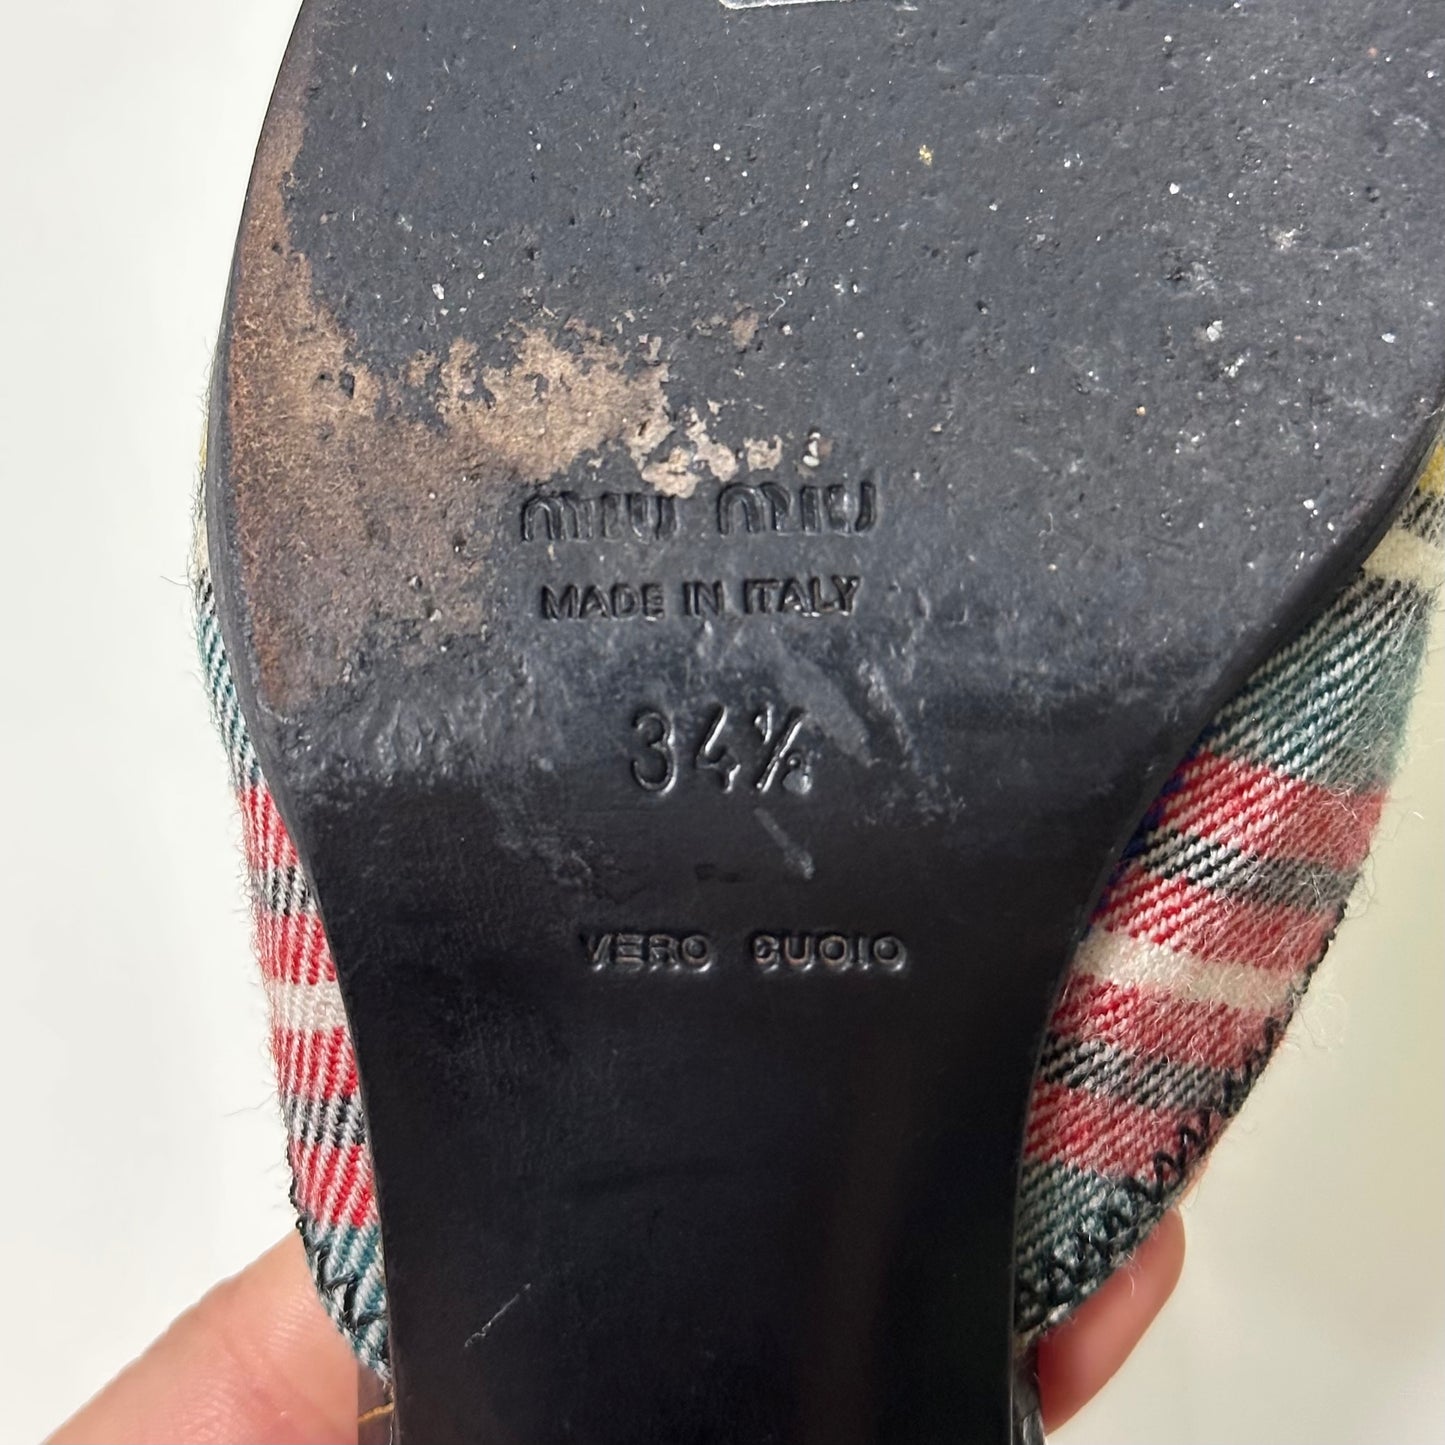 miu miu
MADE IN ITALY
34½
VERO CUOIO